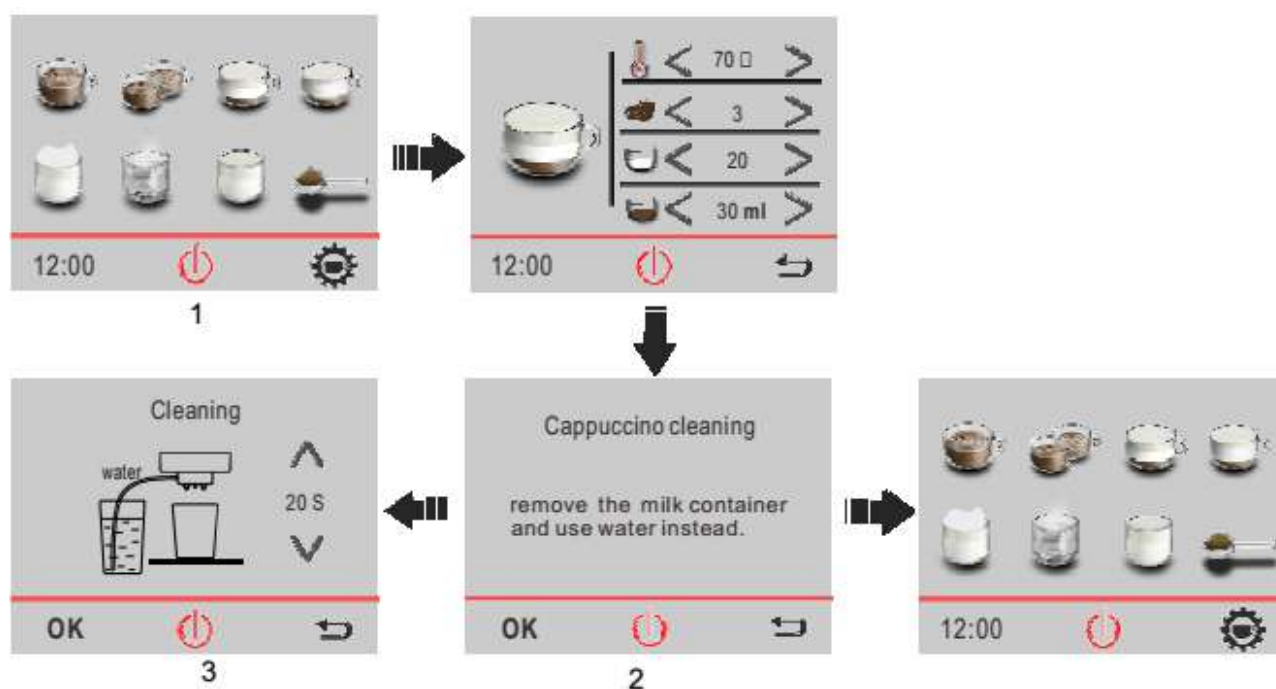 70 □
3
20
30 ml
12:00
12:00
1
Cleaning
water
20 S
OK
3
Cappuccino cleaning
remove the milk container
and use water instead.
OK
2
12:00